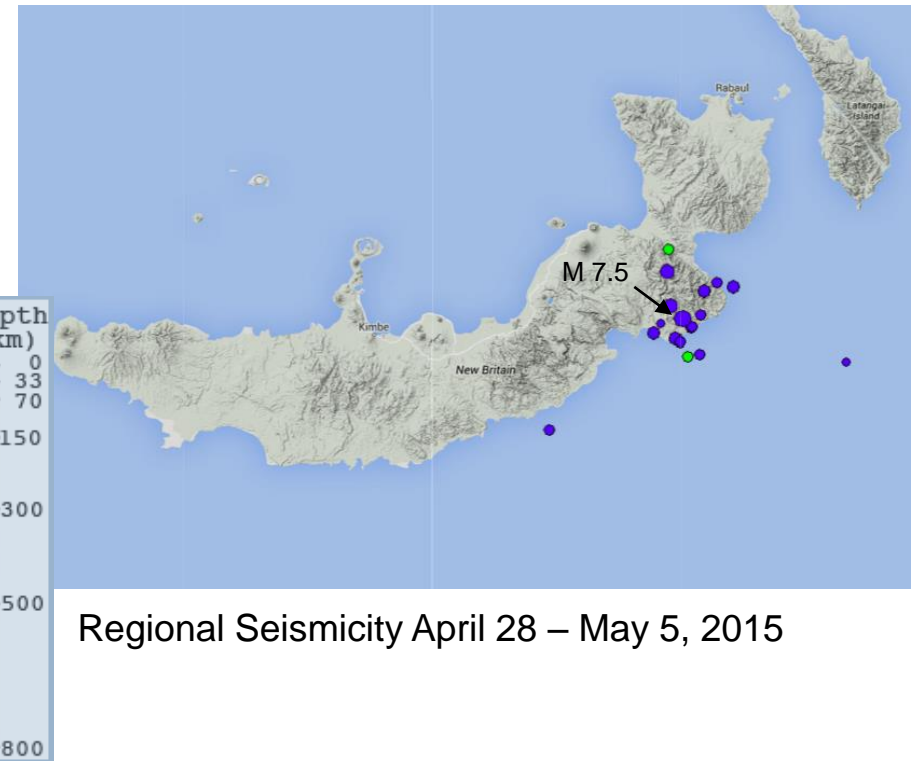 Rabaul
Latangai
Island
M 7.5
Kimbe
New Britain
pth
km)
0
33
70
150
300
500
800
Regional Seismicity April 28 – May 5, 2015